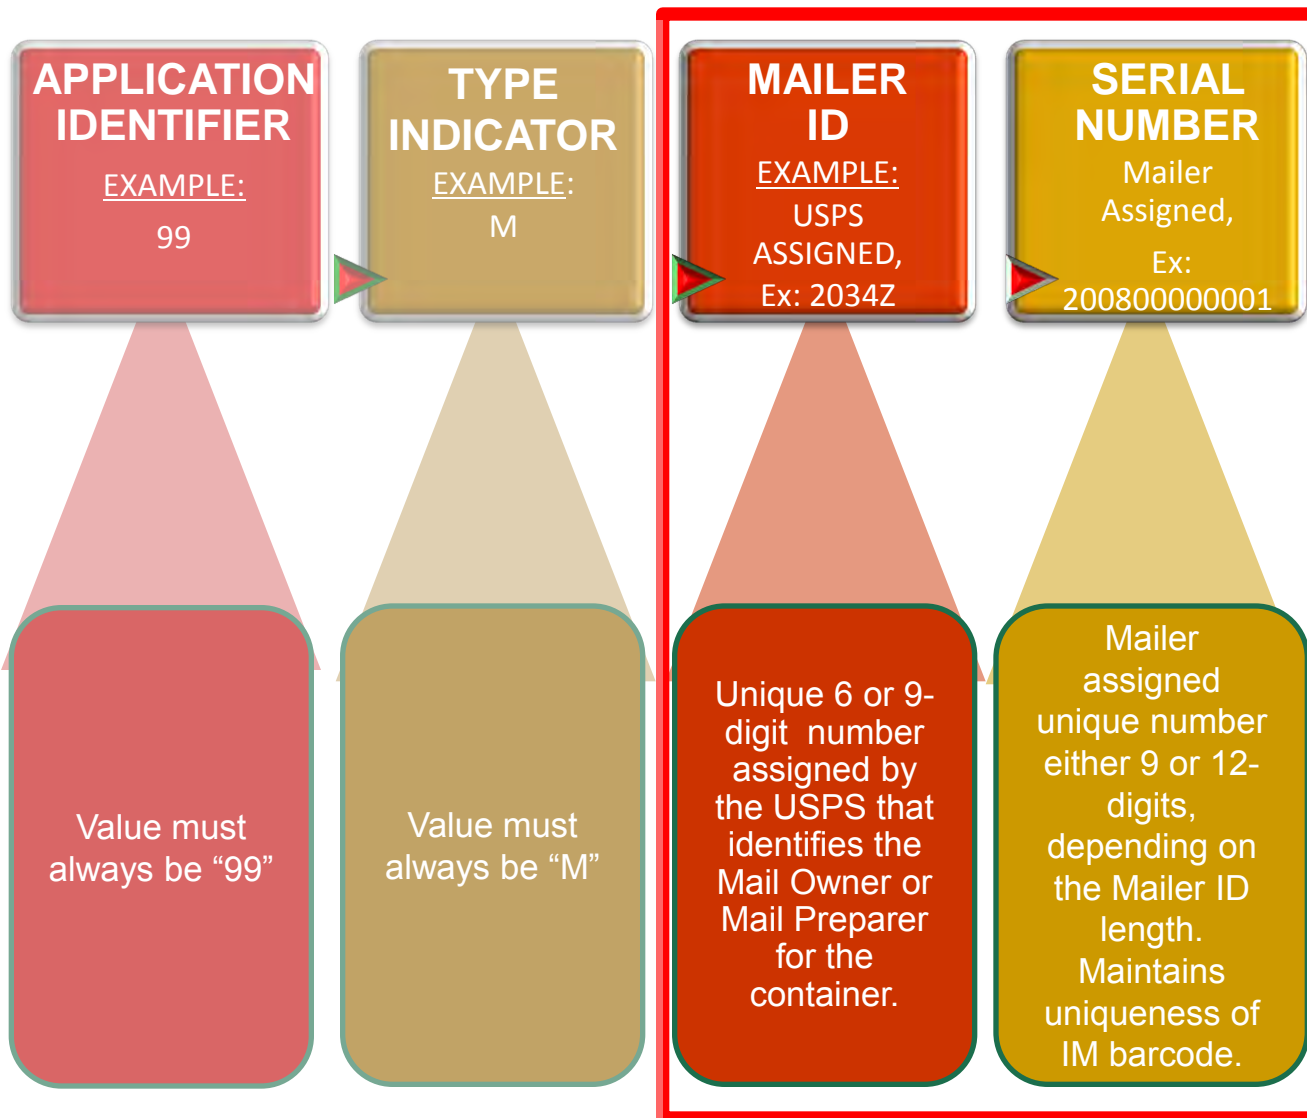 APPLICATION
IDENTIFIER
EXAMPLE:
99
TYPE
INDICATOR
EXAMPLE:
M
MAILER
ID
EXAMPLE:
USPS
ASSIGNED,
Ex: 2034Z
SERIAL
NUMBER
Mailer
Assigned,
Ex:
200800000001
Value must
always be “99”
Value must
always be “M”
Unique 6 or 9-
digit number
assigned by
the USPS that
identifies the
Mail Owner or
Mail Preparer
for the
container.
Mailer
assigned
unique number
either 9 or 12-
digits,
depending on
the Mailer ID
length.
Maintains
uniqueness of
IM barcode.